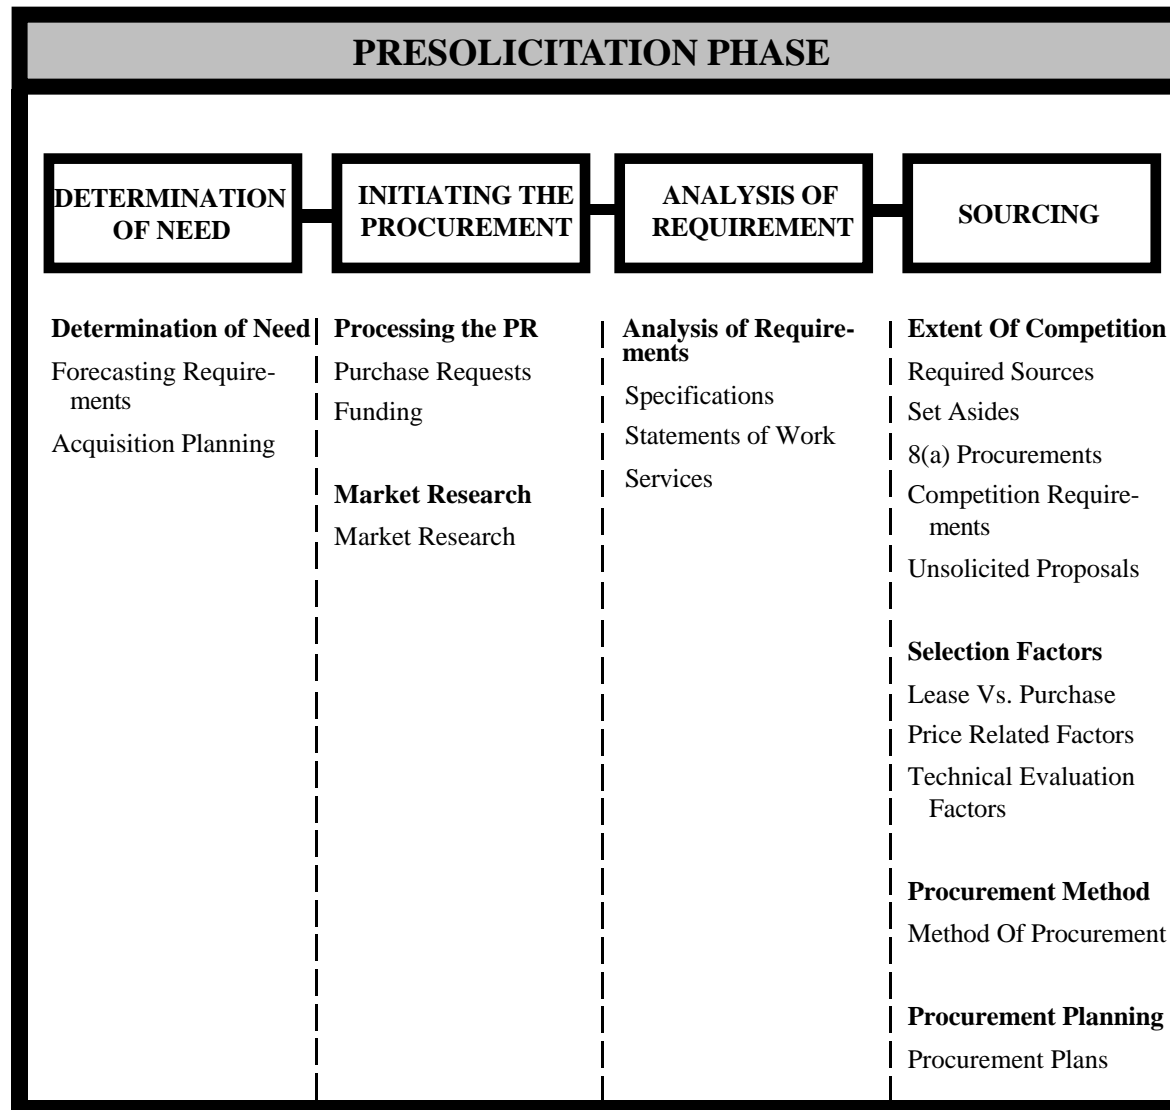 PRESOLICITATION PHASE
DETERMINATION
OF NEED
INITIATING THE
PROCUREMENT
ANALYSIS OF
REQUIREMENT
SOURCING
Determination of Need
Forecasting Require-
ments
Acquisition Planning
Processing the PR
Purchase Requests
Funding
Market Research
Market Research
Analysis of Require-
ments
Specifications
Statements of Work
Services
Extent Of Competition
Required Sources
Set Asides
8(a) Procurements
Competition Require-
ments
Unsolicited Proposals
Selection Factors
Lease Vs. Purchase
Price Related Factors
Technical Evaluation
Factors
Procurement Method
Method Of Procurement
Procurement Planning
Procurement Plans